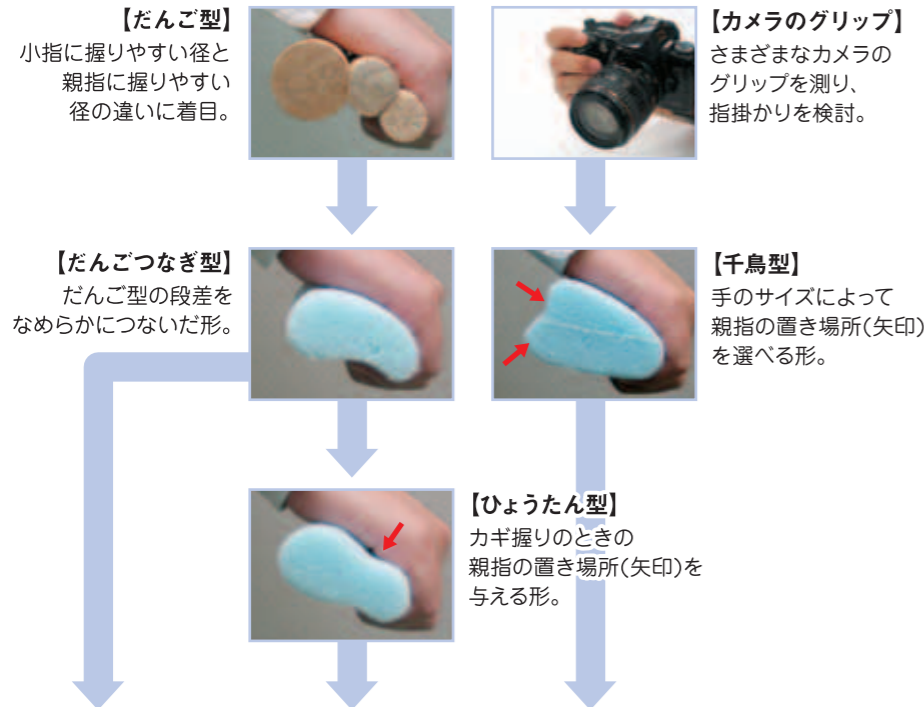 【だんご型】
小指に握りやすい径と
親指に握りやすい
径の違いに着目。
【カメラのグリップ】
さまざまなカメラの
グリップを測り、
指掛かりを検討。
【だんごつなぎ型】
だんご型の段差を
なめらかにつないだ形。
【千鳥型】
手のサイズによって
親指の置き場所(矢印)
を選べる形。
【ひょうたん型】
カギ握りのときの
親指の置き場所(矢印)を
与える形。